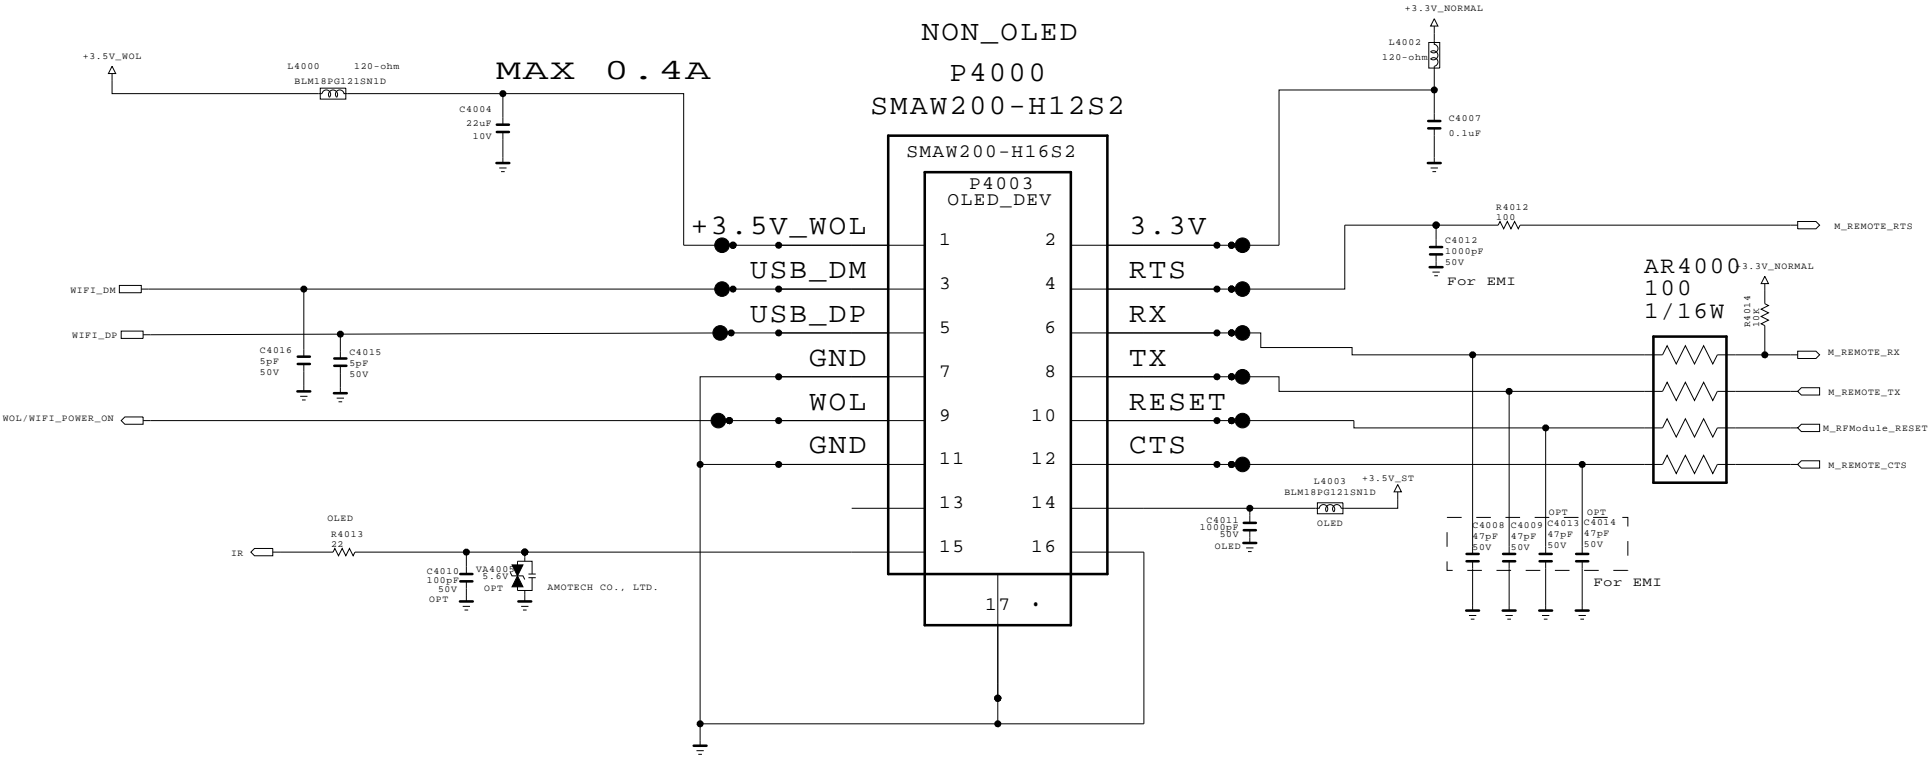 +3.3V_NORMAL
NON_OLED
L4002
120-ohm
+3.5V_WOL
L4000 120-ohm
BLM18PG121SN1D
MAX 0.4A
P4000
SMAW200-H12S2
C4004
22uF
10V
C4007
0.1uF
SMAW200-H16S2
P4003
OLED_DEV
R4012
100
M_REMOTE_RTS
C4012
1000pF
50V
For EMI
+3.5V_WOL
1
2
3.3V
USB_DM
3
4
RTS
WIFI_DM
USB_DP
5
6
RX
WIFI_DP
GND
7
8
TX
WOL
9
10
RESET
WOL/WIFI_POWER_ON
GND
11
12
CTS
13
14
15
16
17
C4016
5pF
50V
C4015
5pF
50V
AR4000
100
1/16W
+3.3V_NORMAL
R4014
10K
M_REMOTE_RX
M_REMOTE_TX
M_RFModule_RESET
M_REMOTE_CTS
L4003
BLM18PG121SN1D
OLED
+3.5V_ST
C4011
1000pF
50V
OLED
OLED
R4013
22
IR
C4010
100pF
50V
OPT
VA4005
5.6V
OPT
AMOTECH CO., LTD.
C4008
47pF
50V
C4009
47pF
50V
OPT
C4013
47pF
50V
OPT
C4014
47pF
50V
For EMI